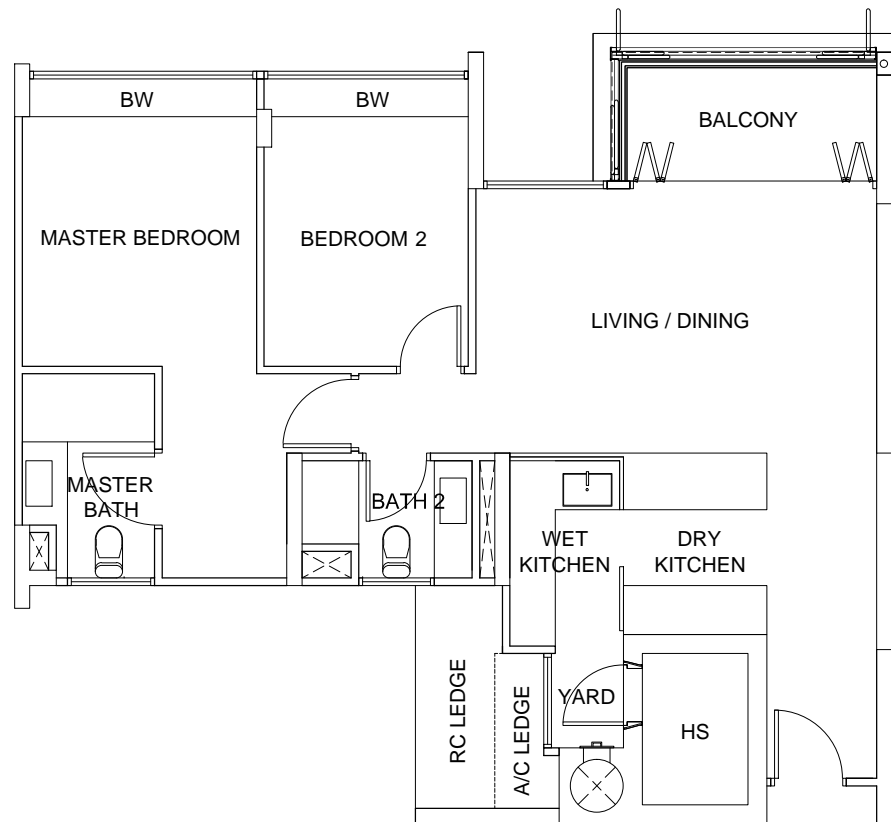 BW
BW
BALCONY
MASTER BEDROOM
BEDROOM 2
LIVING / DINING
MASTER
BATH
BATH 2
WET
KITCHEN
DRY
KITCHEN
RC LEDGE
A/C LEDGE
YARD
HS